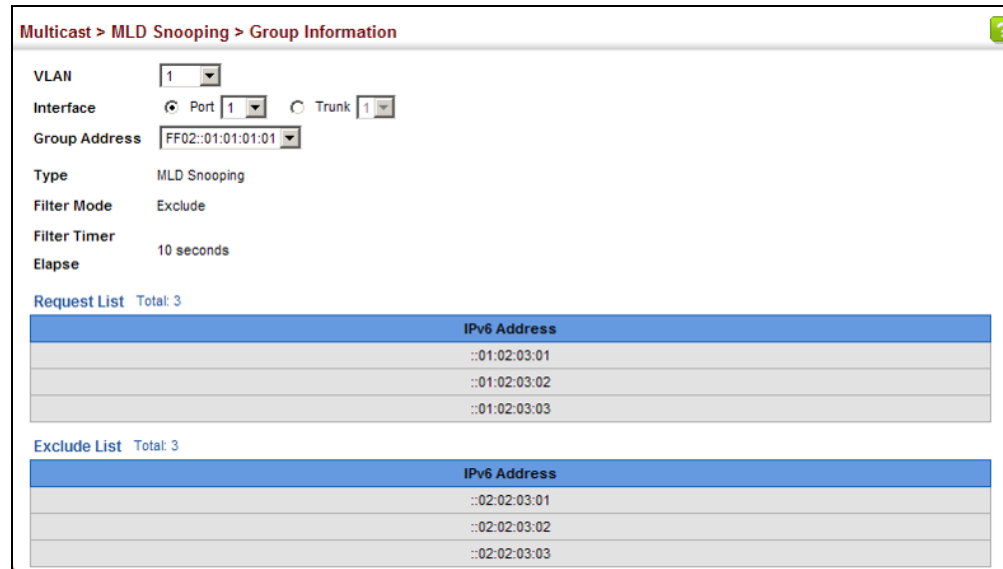 Multicast > MLD Snooping > Group Information
?
VLAN 1
Interface Port 1 Trunk 1
Group Address FF02::01:01:01:01
Type MLD Snooping
Filter Mode Exclude
Filter Timer
Elapse 10 seconds
Request List Total: 3
IPv6 Address
::01:02:03:01
::01:02:03:02
::01:02:03:03
Exclude List Total: 3
IPv6 Address
::02:02:03:01
::02:02:03:02
::02:02:03:03